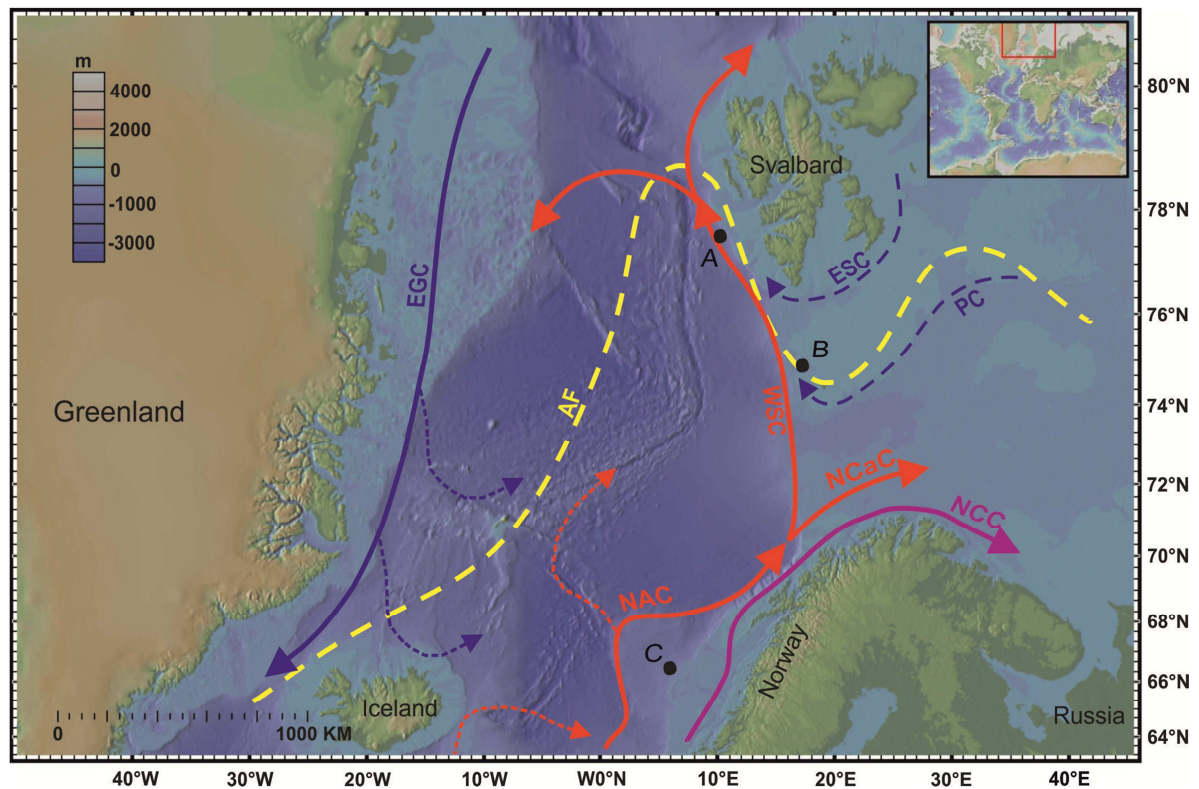 m
4000
2000
0
-1000
-3000
80°N
78°N
76°N
74°N
72°N
70°N
68°N
66°N
64°N
Svalbard
A
ESC
PC
B
EGC
AF
WSC
Greenland
NCaC
NCC
NAC
C
Norway
Iceland
Russia
0
1000 KM
40°W
30°W
20°W
10°W
W00°E
10°E
20°E
30°E
40°E